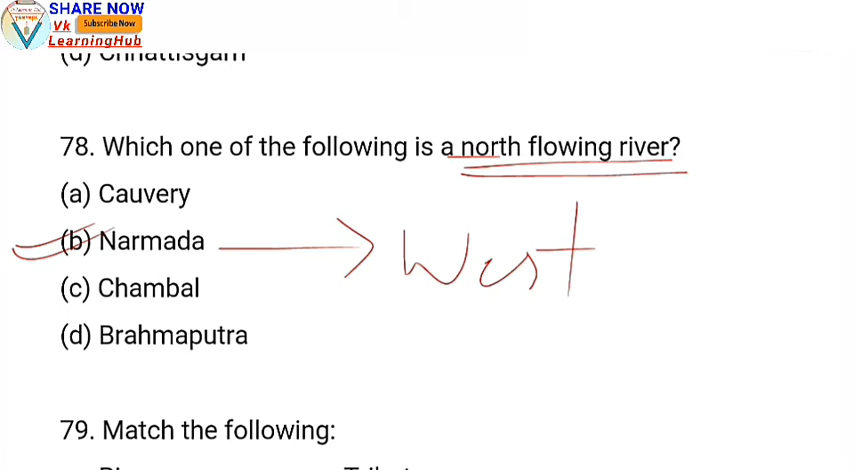 SHARE NOW
Vk Subscribe Now
LearningHub
(d) Chhattisgarh
78. Which one of the following is a north flowing river?
(a) Cauvery
(b) Narmada
West
(c) Chambal
(d) Brahmaputra
79. Match the following: